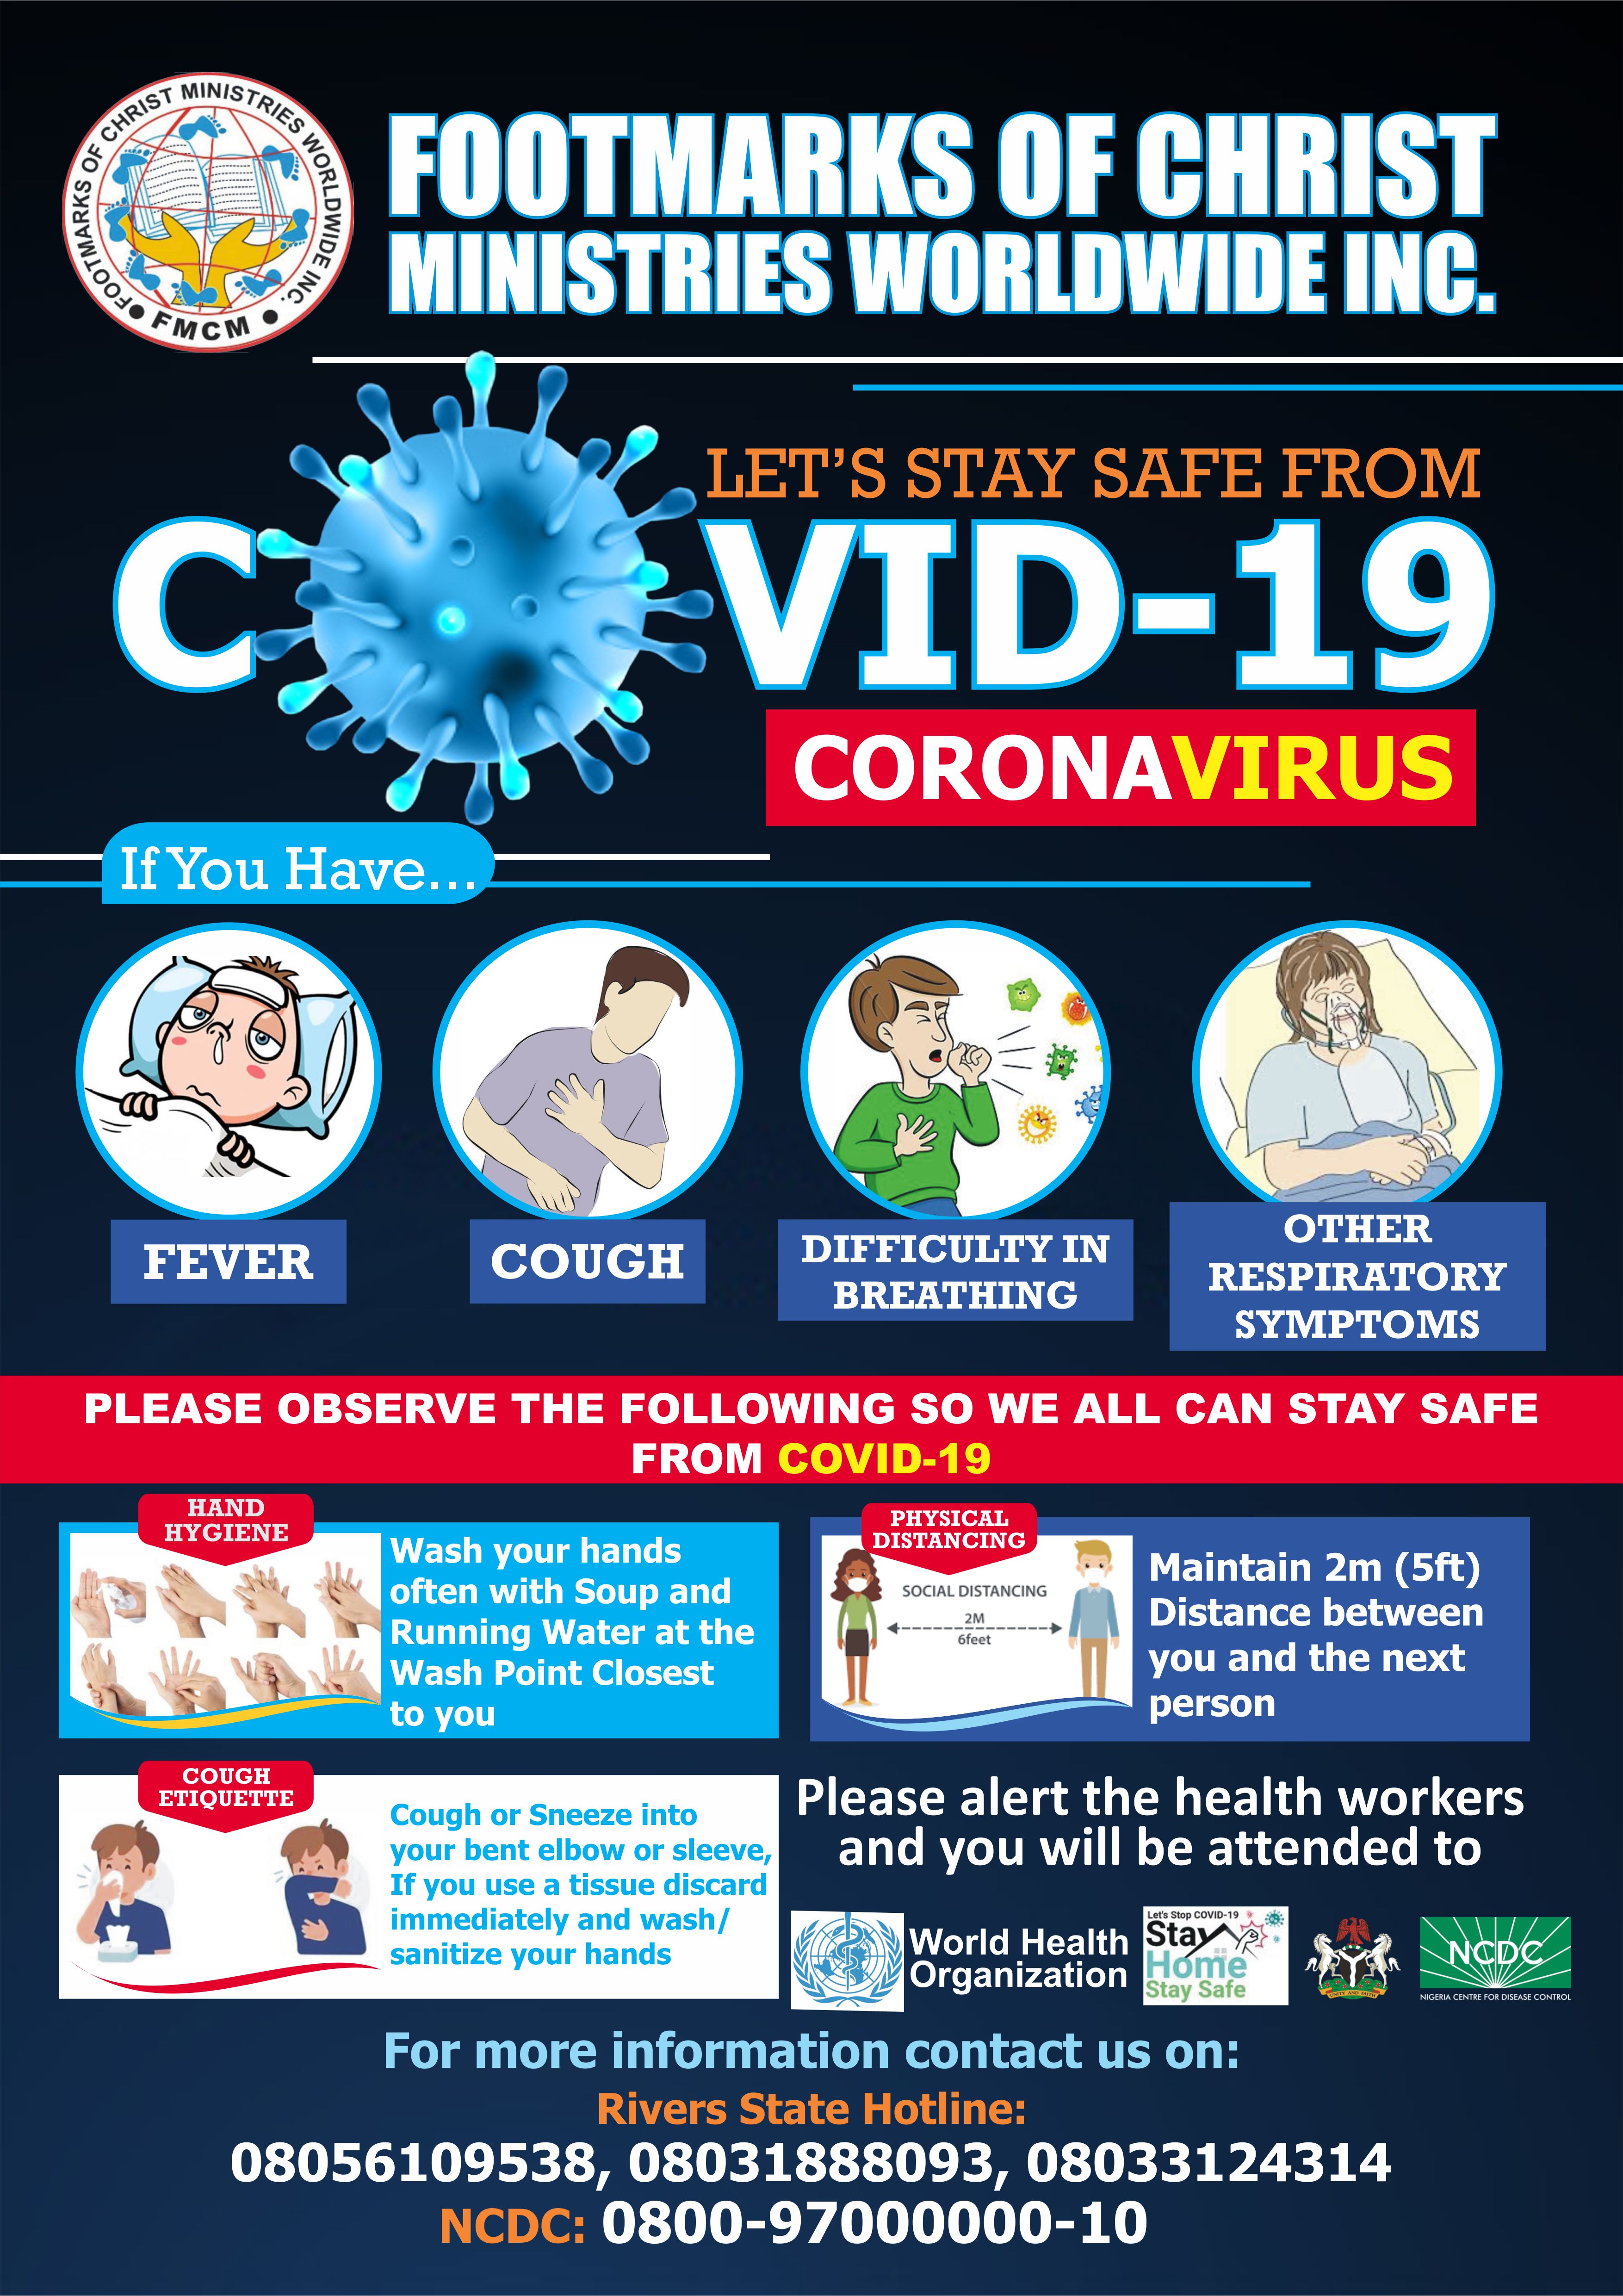 FOOTMARKS OF CHRIST MINISTRIES WORLDWIDE INC.
FMCM
FOOTMARKS OF CHRIST
MINISTRIES WORLDWIDE INC.
LET'S STAY SAFE FROM
C VID-19
CORONAVIRUS
If You Have...
FEVER
COUGH
DIFFICULTY IN
BREATHING
OTHER
RESPIRATORY
SYMPTOMS
PLEASE OBSERVE THE FOLLOWING SO WE ALL CAN STAY SAFE
FROM COVID-19
HAND
HYGIENE
Wash your hands
often with Soup and
Running Water at the
Wash Point Closest
to you
PHYSICAL
DISTANCING
SOCIAL DISTANCING
2M
6feet
Maintain 2m (5ft)
Distance between
you and the next
person
COUGH
ETIQUETTE
Cough or Sneeze into
your bent elbow or sleeve,
If you use a tissue discard
immediately and wash/
sanitize your hands
Please alert the health workers
and you will be attended to
World Health
Organization
Let's Stop COVID-19
Stay
Home
Stay Safe
UNITY AND FAITH
NCDC
NIGERIA CENTRE FOR DISEASE CONTROL
For more information contact us on:
Rivers State Hotline:
08056109538, 08031888093, 08033124314
NCDC: 0800-97000000-10